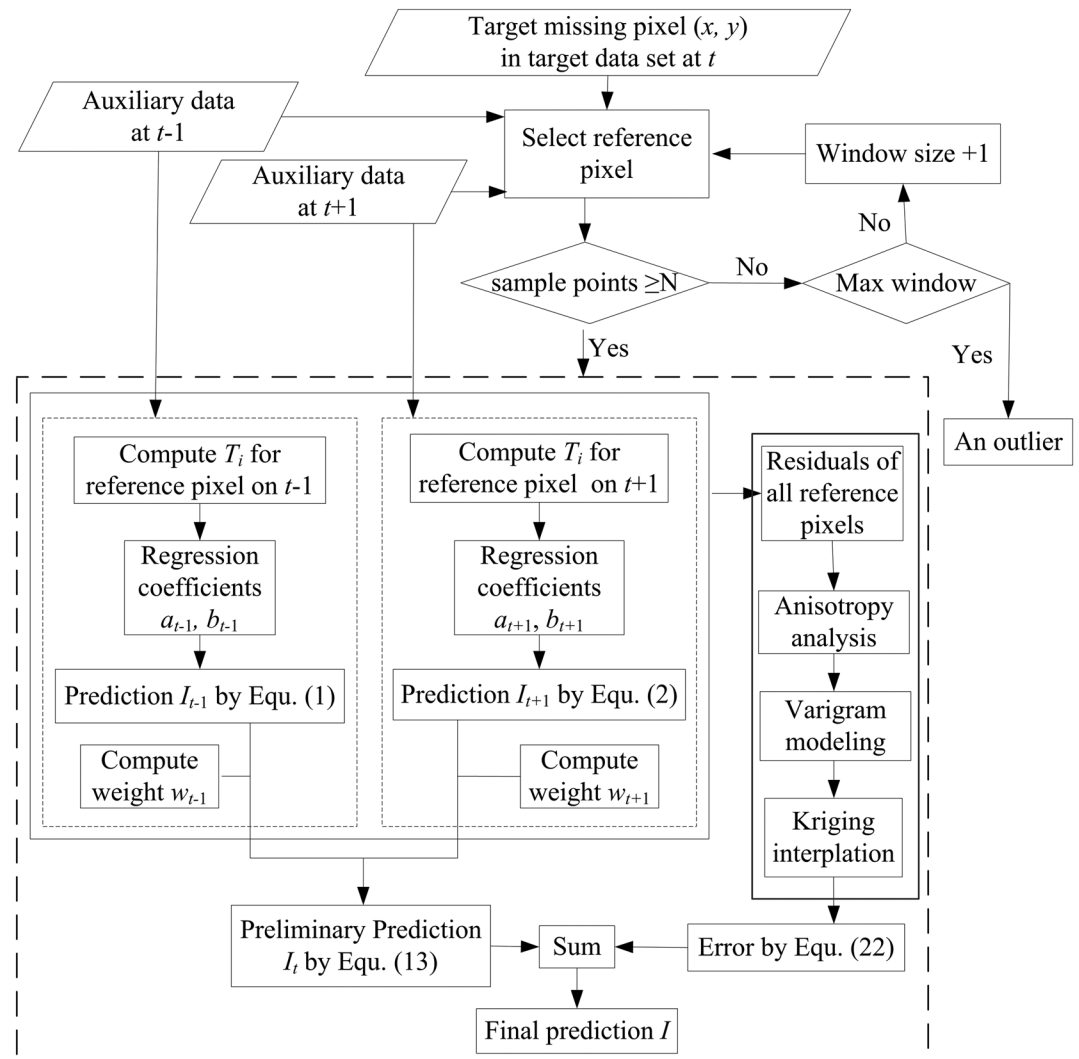 Target missing pixel (x, y)
in target data set at t
Auxiliary data
at t-1
Select reference
pixel
Window size +1
Auxiliary data
at t+1
No
sample points ≥N
No
Max window
Yes
Yes
An outlier
Compute Ti for
reference pixel on t-1
Compute Ti for
reference pixel on t+1
Residuals of
all reference
pixels
Regression
coefficients
at-1, bt-1
Regression
coefficients
at+1, bt+1
Anisotropy
analysis
Prediction It-1 by Equ. (1)
Prediction It+1 by Equ. (2)
Varigram
modeling
Compute
weight wt-1
Compute
weight wt+1
Kriging
interplation
Preliminary Prediction
It by Equ. (13)
Sum
Error by Equ. (22)
Final prediction I